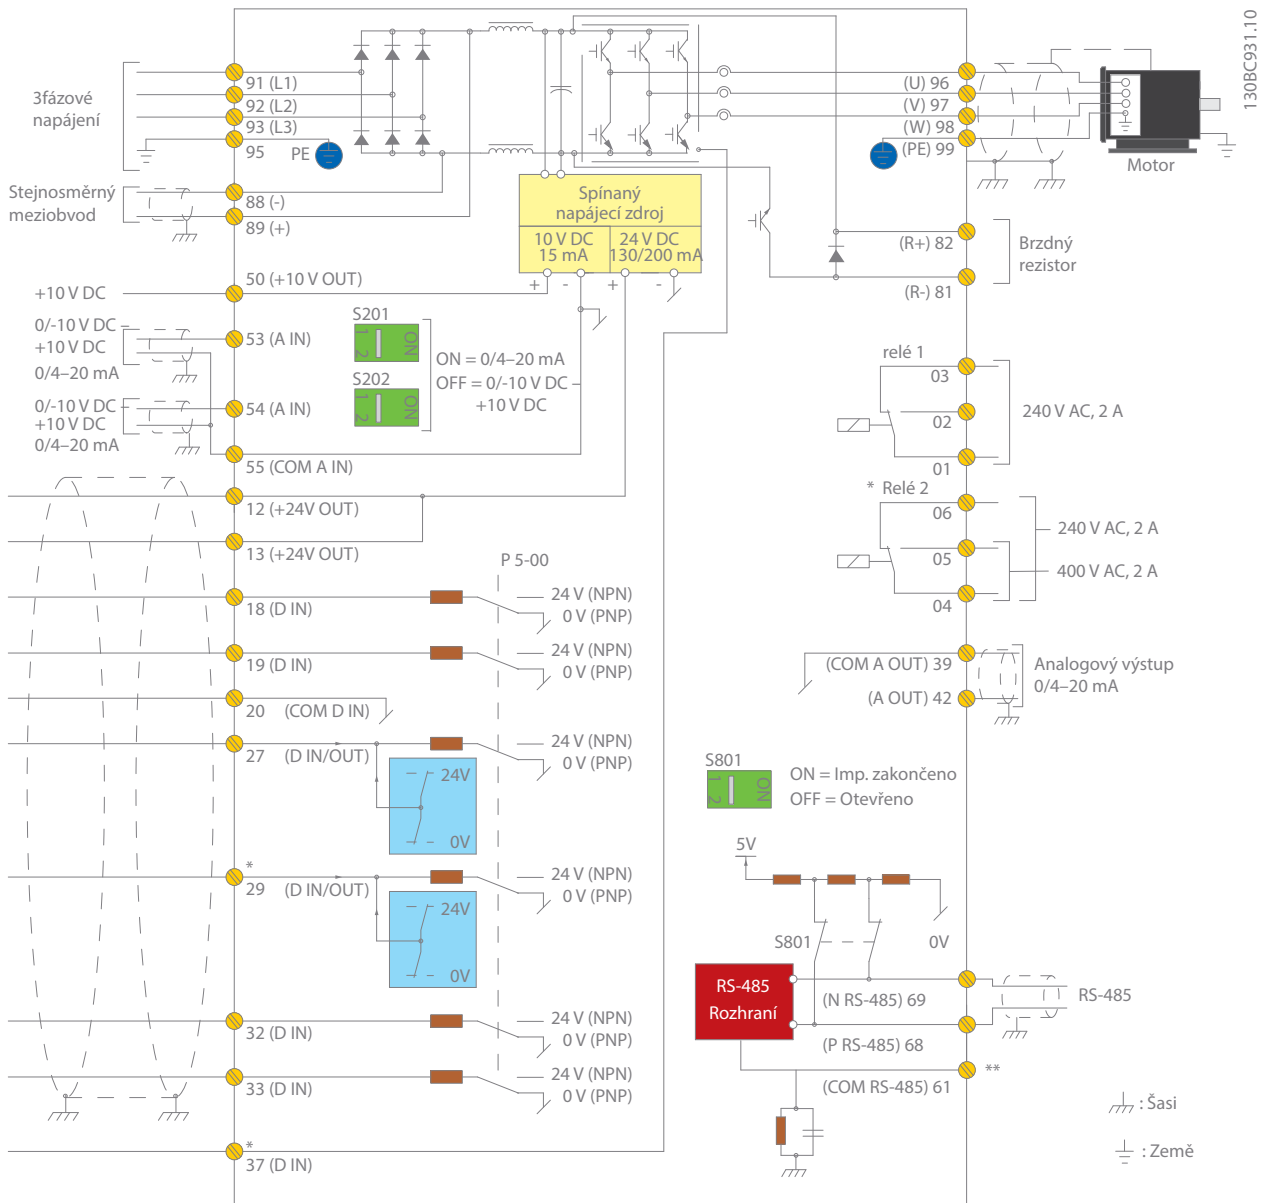 130BC931.10
3fázové
napájení
91 (L1)
92 (L2)
93 (L3)
95
PE
Stejnosměrný
meziobvod
88 (-)
89 (+)
Spínaný
napájecí zdroj
10 V DC
15 mA
24 V DC
130/200 mA
+ - + -
+10 V DC
50 (+10 V OUT)
0/-10 V DC –
+10 V DC
0/4–20 mA
53 (A IN)
S201
1 2 ON
S202
1 2 ON
ON = 0/4–20 mA
OFF = 0/-10 V DC –
+10 V DC
0/-10 V DC –
+10 V DC
0/4–20 mA
54 (A IN)
55 (COM A IN)
12 (+24V OUT)
13 (+24V OUT)
P 5-00
18 (D IN)
24 V (NPN)
0 V (PNP)
19 (D IN)
24 V (NPN)
0 V (PNP)
20 (COM D IN)
27 (D IN/OUT)
24 V (NPN)
0 V (PNP)
24V
0V
*
29 (D IN/OUT)
24 V (NPN)
0 V (PNP)
24V
0V
32 (D IN)
24 V (NPN)
0 V (PNP)
33 (D IN)
24 V (NPN)
0 V (PNP)
*
37 (D IN)
(U) 96
(V) 97
(W) 98
(PE) 99
Motor
(R+) 82
(R-) 81
Brzdný
rezistor
relé 1
03
02
01
240 V AC, 2 A
* Relé 2
06
05
04
240 V AC, 2 A
400 V AC, 2 A
(COM A OUT) 39
(A OUT) 42
Analogový výstup
0/4–20 mA
S801
1 2 ON
ON = Imp. zakončeno
OFF = Otevřeno
5V
S801
0V
RS-485
Rozhraní
(N RS-485) 69
(P RS-485) 68
(COM RS-485) 61
RS-485
**
: Šasi
: Země